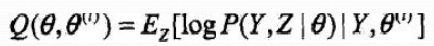 Q(θ,θ⁽ⁱ⁾) = E_Z[log P(Y,Z | θ) | Y,θ⁽ⁱ⁾]